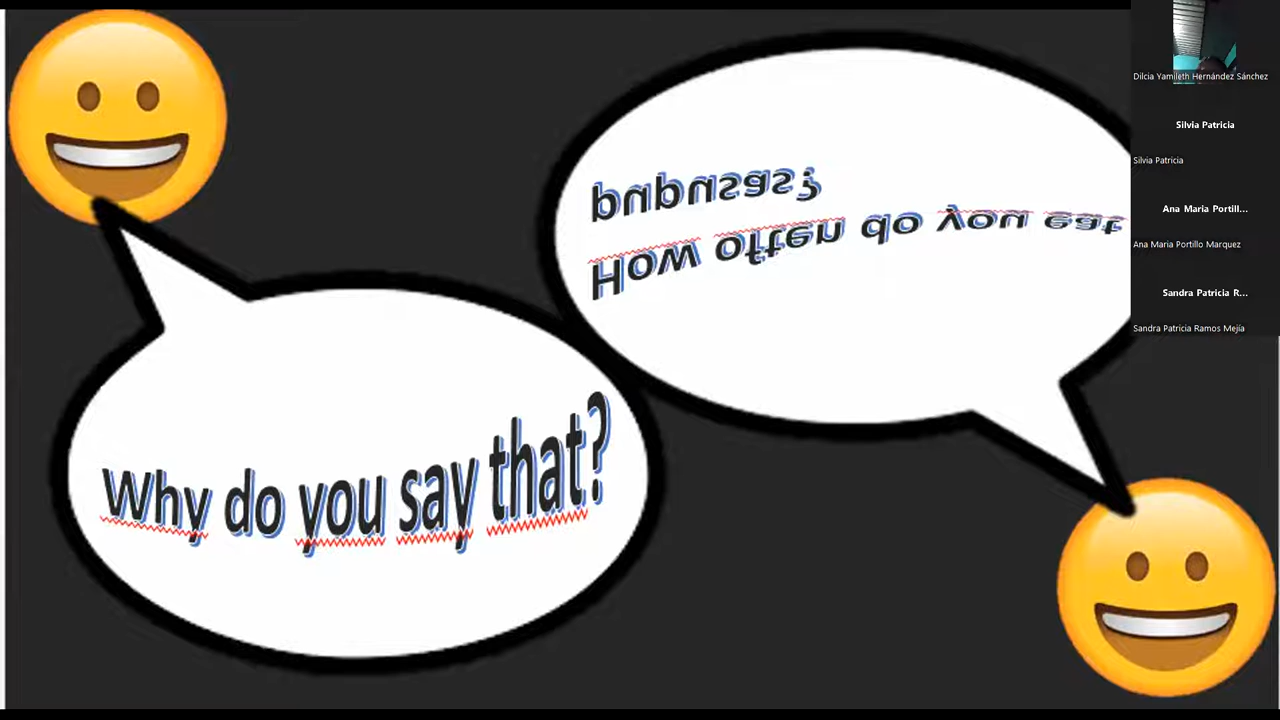 How often do you eat
pupusas?
Why do you say that?
Dilcia Yamileth Hernández Sánchez
Silvia Patricia
Silvia Patricia
Ana Maria Portill...
Ana Maria Portillo Marquez
Sandra Patricia R...
Sandra Patricia Ramos Mejía